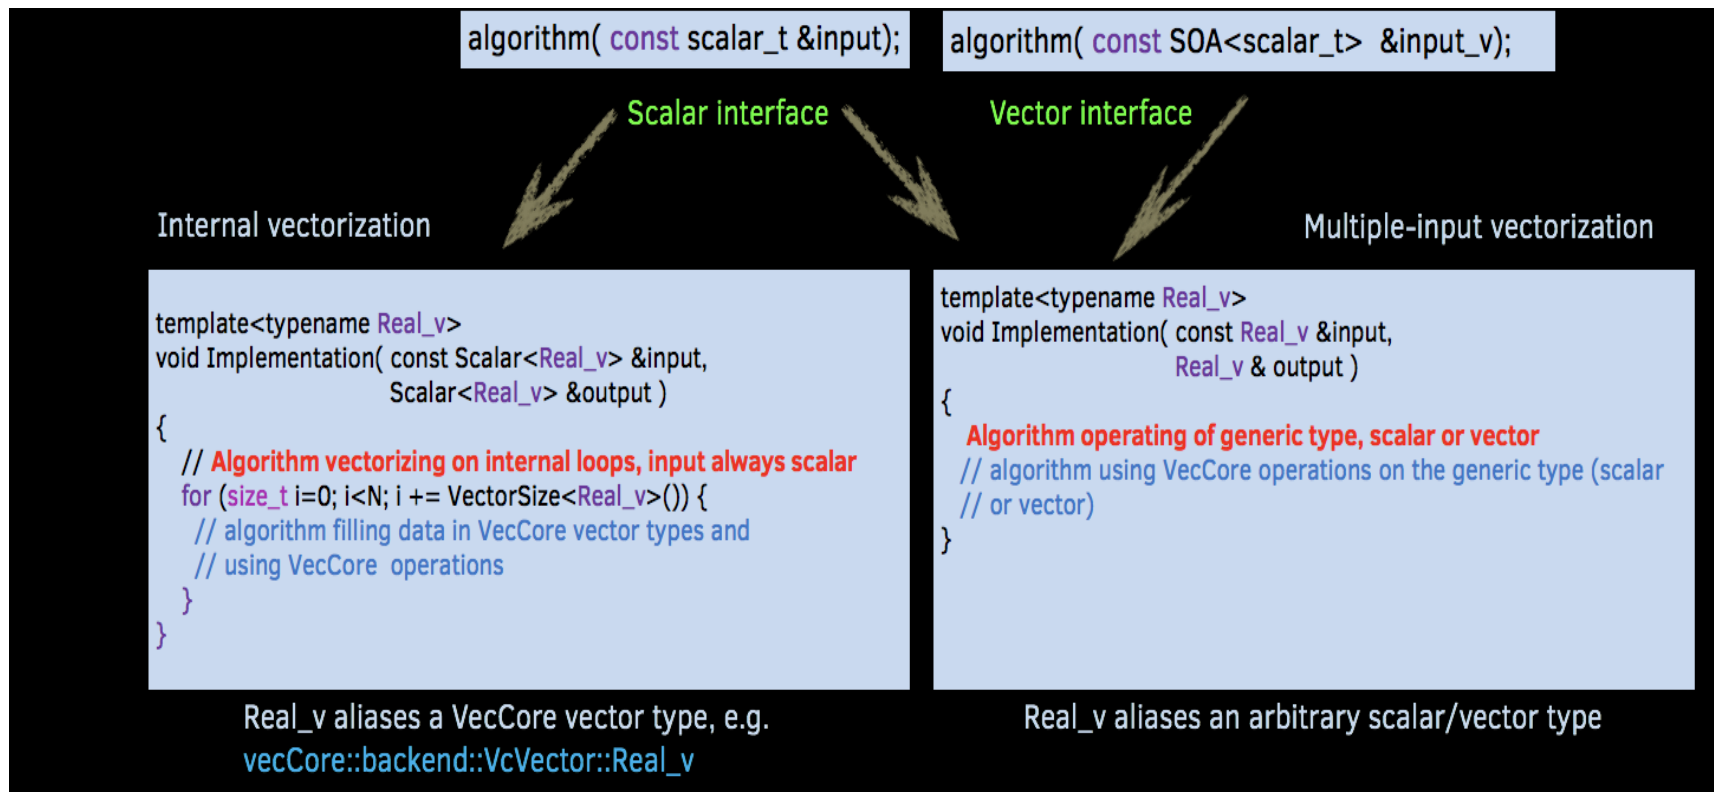 algorithm( const scalar_t &input);
algorithm( const SOA<scalar_t> &input_v);
Scalar interface
Vector interface
Internal vectorization
Multiple-input vectorization
template<typename Real_v>
void Implementation( const Scalar<Real_v> &input,
Scalar<Real_v> &output )
{
// Algorithm vectorizing on internal loops, input always scalar
for (size_t i=0; i<N; i += VectorSize<Real_v>()) {
// algorithm filling data in VecCore vector types and
// using VecCore operations
}
}
template<typename Real_v>
void Implementation( const Real_v &input,
Real_v & output )
{
Algorithm operating of generic type, scalar or vector
// algorithm using VecCore operations on the generic type (scalar
// or vector)
}
Real_v aliases a VecCore vector type, e.g.
vecCore::backend::VcVector::Real_v
Real_v aliases an arbitrary scalar/vector type